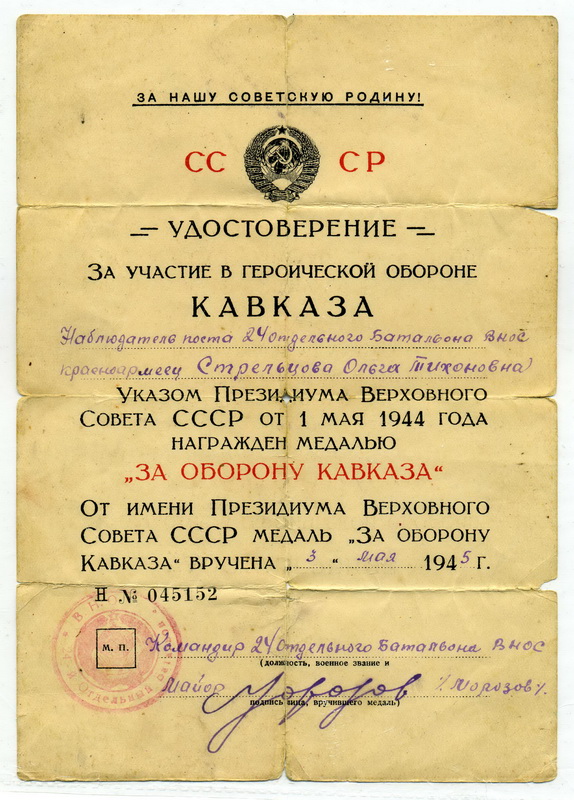 ЗА НАШУ СОВЕТСКУЮ РОДИНУ!
СС СР
УДОСТОВЕРЕНИЕ
ЗА УЧАСТИЕ В ГЕРОИЧЕСКОЙ ОБОРОНЕ
КАВКАЗА
Наблюдатель поста 24 Отдельного Батальона ВНОС
красноармеец Стрельцова Ольга Тихоновна
УКАЗОМ ПРЕЗИДИУМА ВЕРХОВНОГО
СОВЕТА СССР ОТ 1 МАЯ 1944 ГОДА
НАГРАЖДЕН МЕДАЛЬЮ
„ЗА ОБОРОНУ КАВКАЗА“
ОТ ИМЕНИ ПРЕЗИДИУМА ВЕРХОВНОГО
СОВЕТА СССР МЕДАЛЬ „ЗА ОБОРОНУ
КАВКАЗА“ ВРУЧЕНА „3“ мая 1945 Г.
Н № 045152
М. П.
Командир 24 Отдельного Батальона ВНОС
(должность, военное звание и
Майор Морозов /Морозов/.
подпись лица, вручившего медаль)